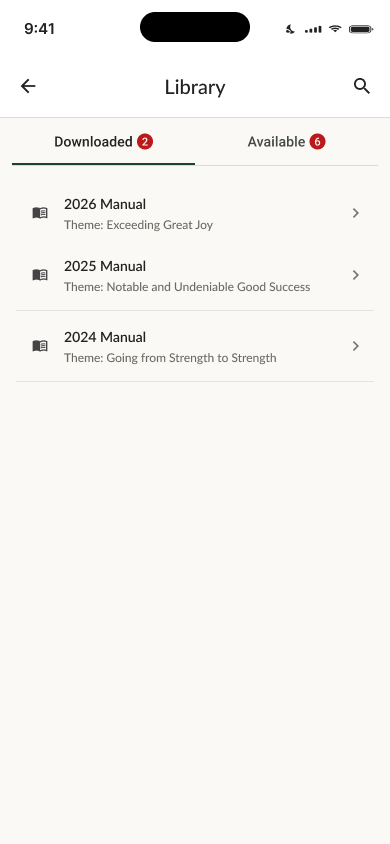 9:41
Library
Downloaded 2
Available 6
2026 Manual
Theme: Exceeding Great Joy
2025 Manual
Theme: Notable and Undeniable Good Success
2024 Manual
Theme: Going from Strength to Strength